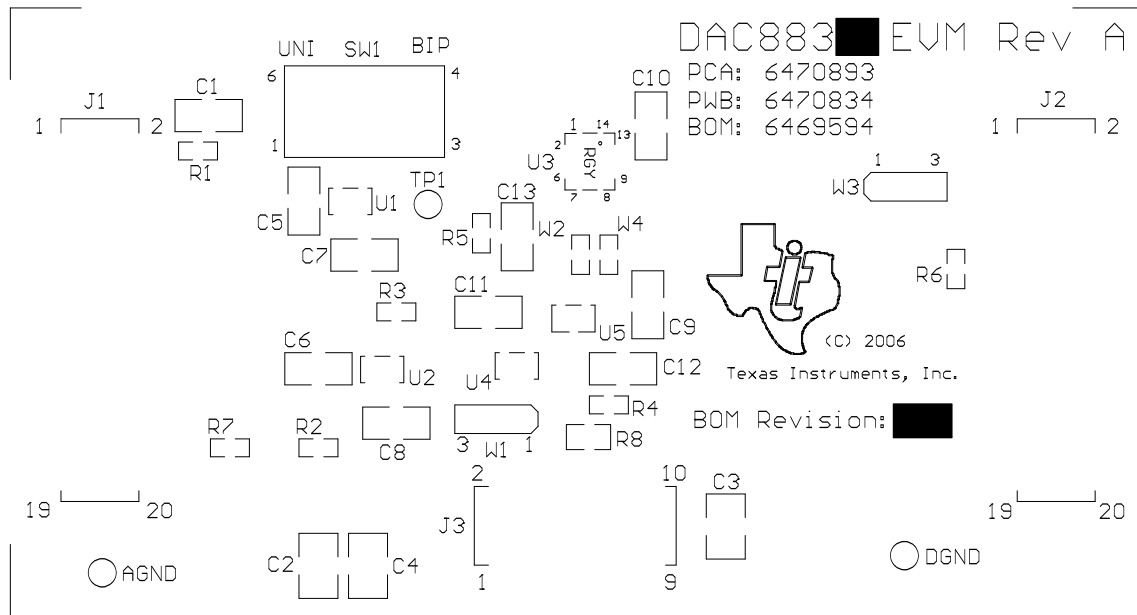 DAC883 EVM Rev A
PCA: 6470893
PWB: 6470834
BOM: 6469594
UNI SW1 BIP
6 4
1 3
C1
J1
1 2
R1
C10
J2
1 2
1 14
2 13
U3 RGY
6 9
7 8
1 3
W3
TP1
C5
U1
C13
R5
W2 W4
C7
R6
R3
C11
U5
C9
(C) 2006
Texas Instruments, Inc.
C6
U2
U4
C12
R4
BOM Revision:
R7
R2
C8
3 W1 1
R8
2 10
J3
1 9
C3
19 20
19 20
C2 C4
AGND
DGND